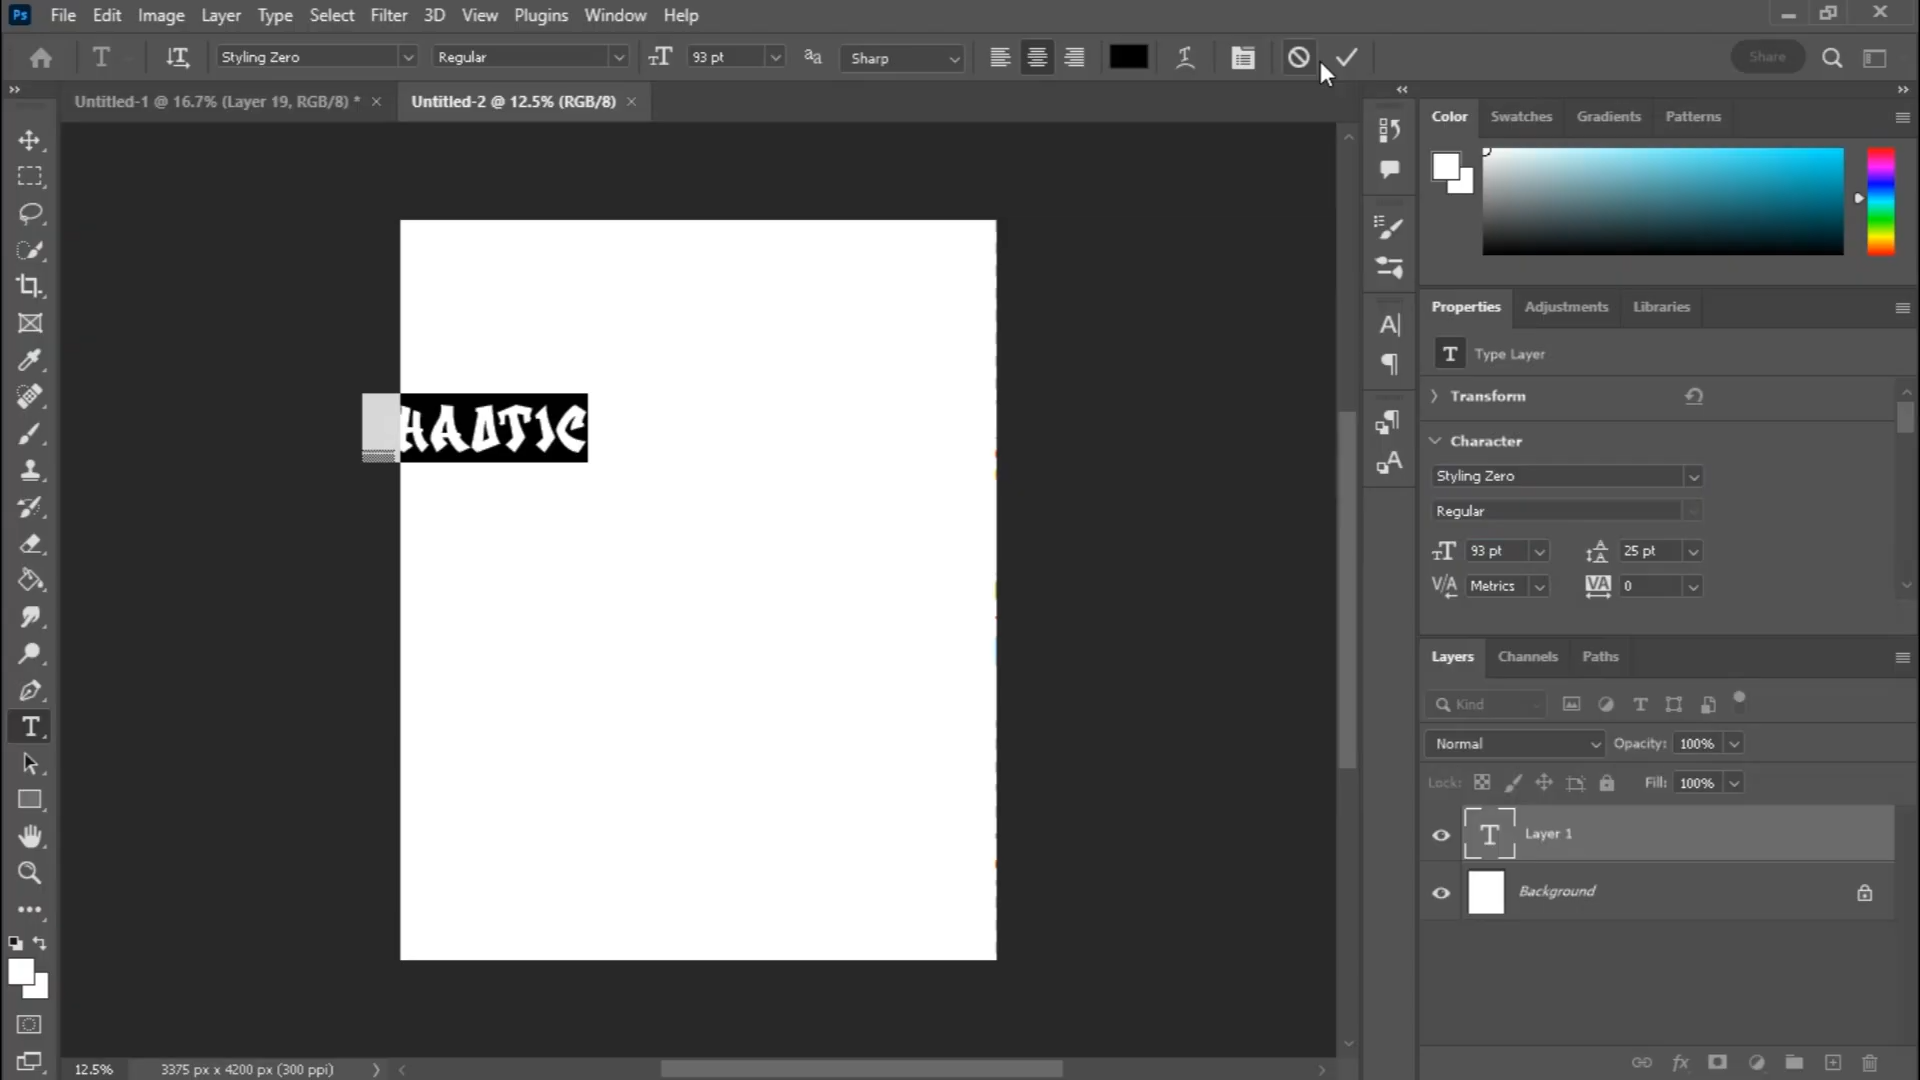 Ps File Edit Image Layer Type Select Filter 3D View Plugins Window Help
T Styling Zero Regular 93 pt Sharp Share
Untitled-1 @ 16.7% (Layer 19, RGB/8) * × Untitled-2 @ 12.5% (RGB/8) ×
Color Swatches Gradients Patterns
Properties Adjustments Libraries
T Type Layer
Transform
HAOTIC
Character
Styling Zero
Regular
93 pt 25 pt
Metrics 0
Layers Channels Paths
Kind
Normal Opacity: 100%
Lock: Fill: 100%
T Layer 1
Background
12.5% 3375 px x 4200 px (300 ppi)